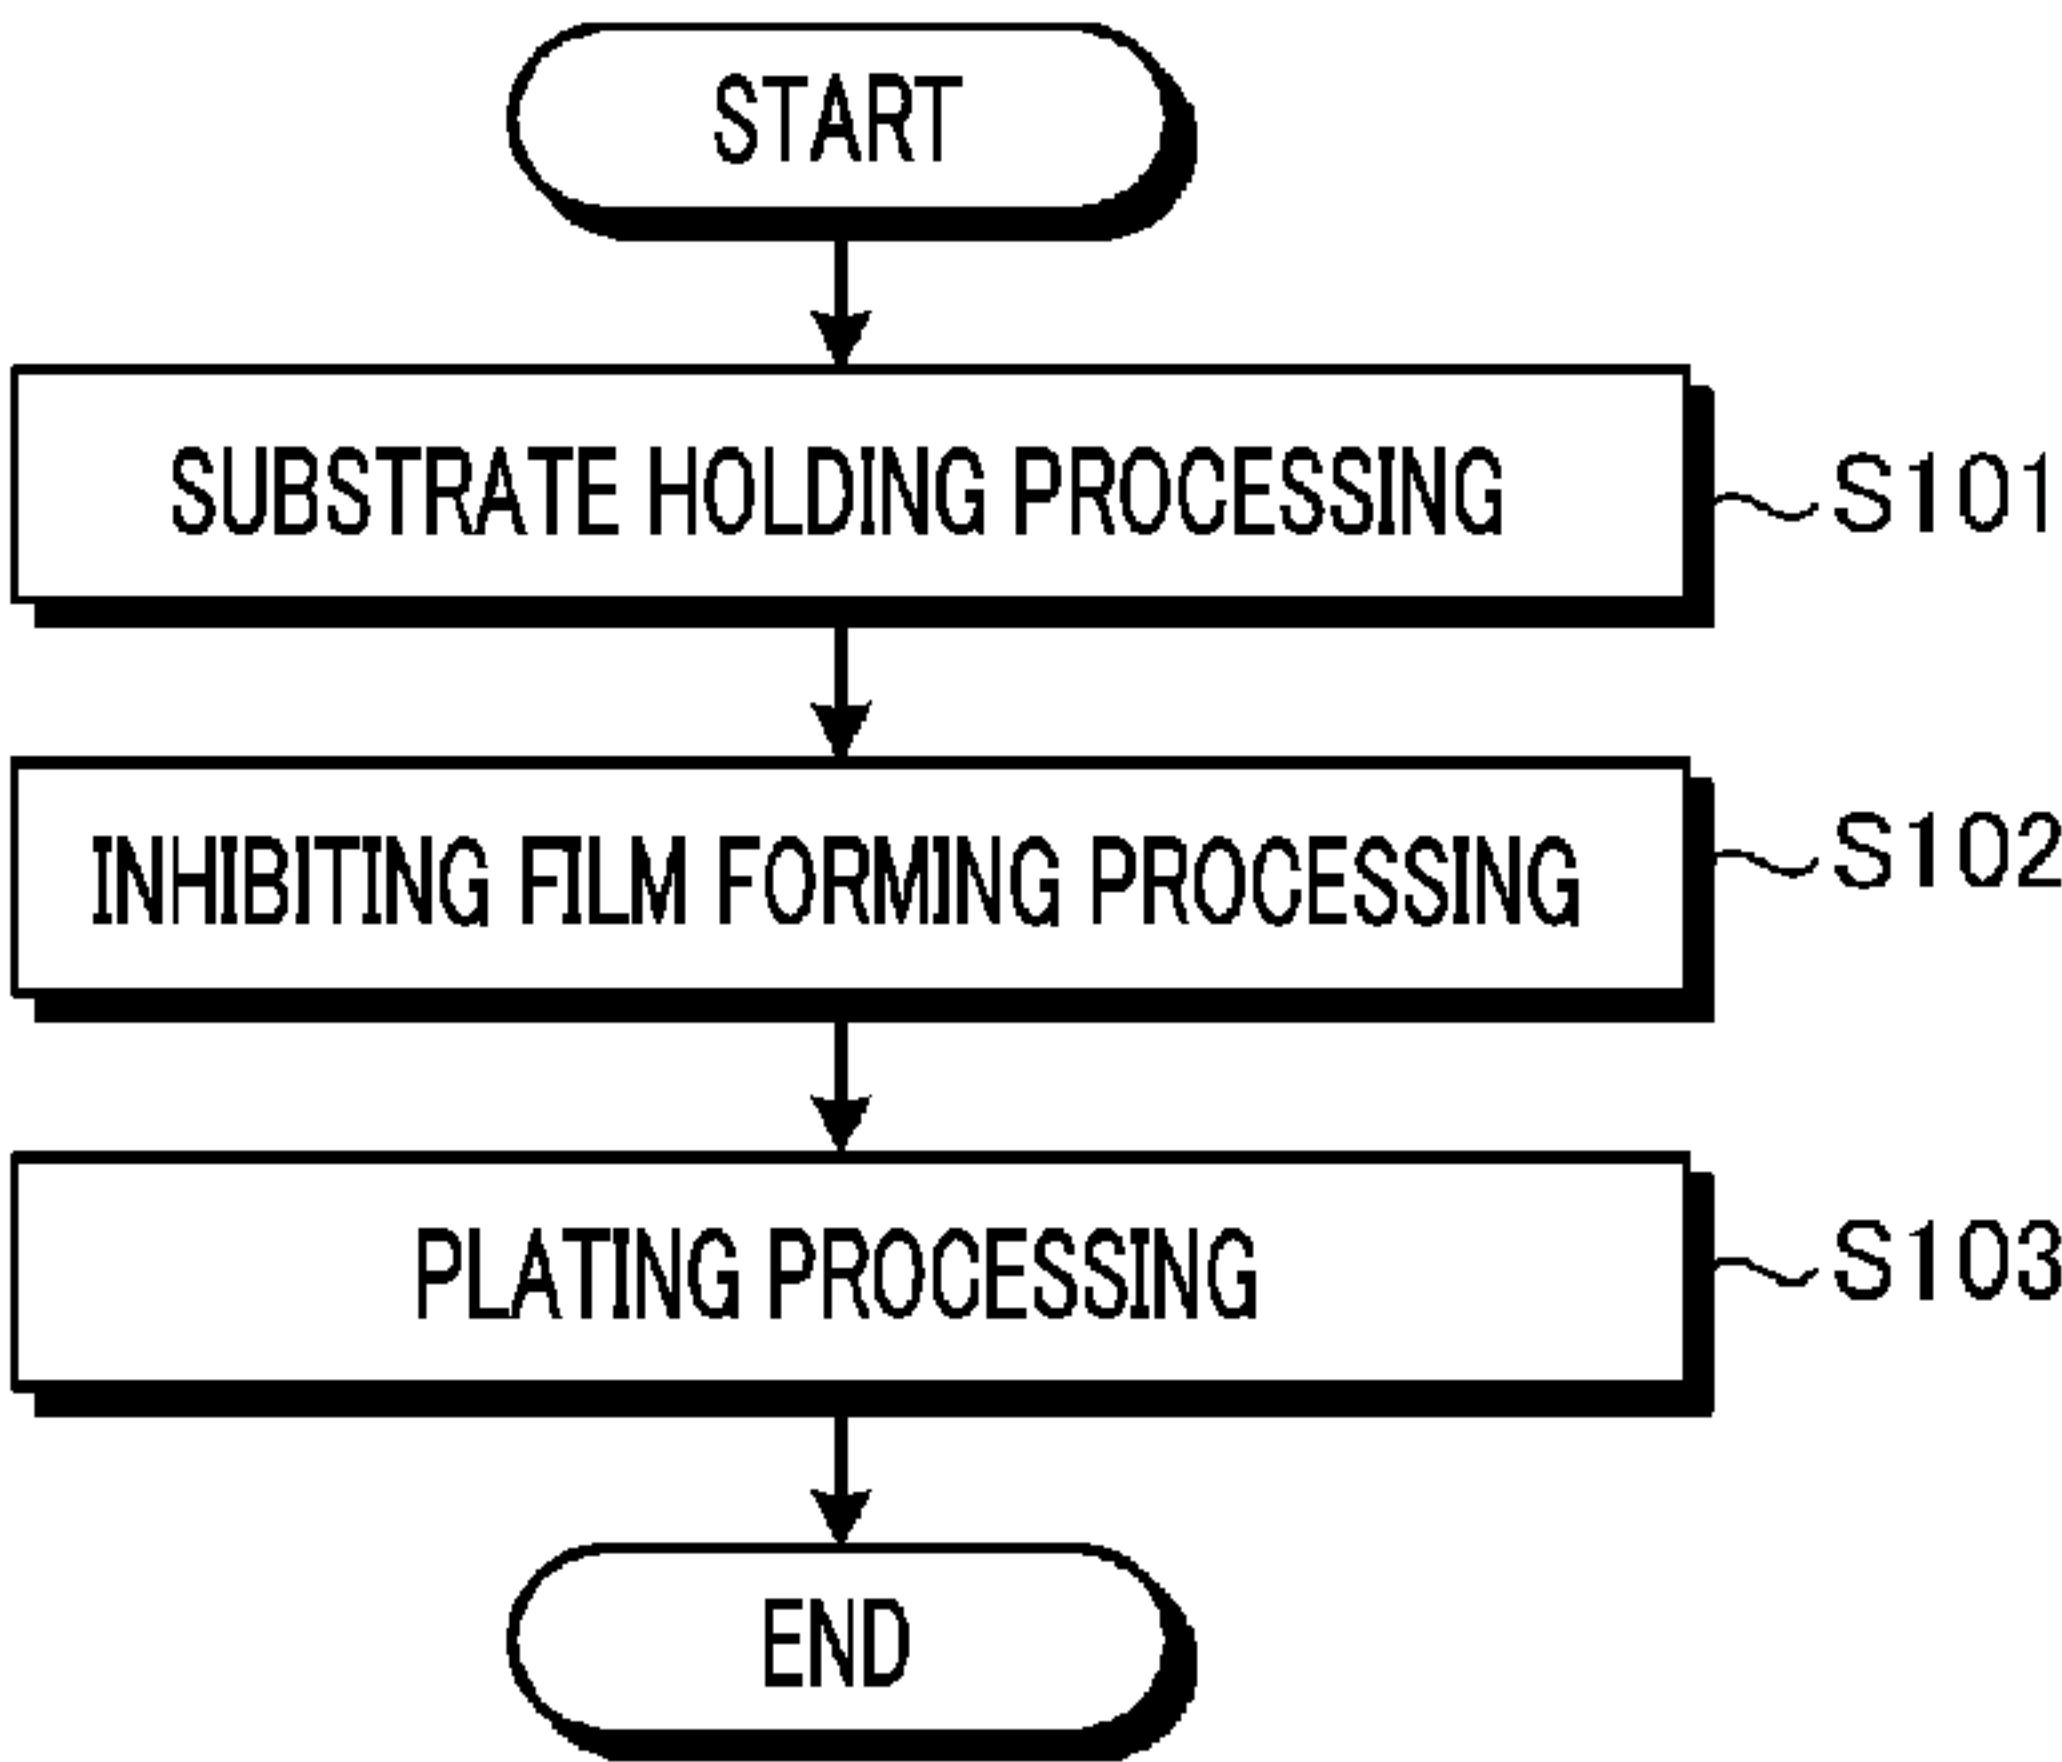 START
SUBSTRATE HOLDING PROCESSING
S101
INHIBITING FILM FORMING PROCESSING
S102
PLATING PROCESSING
S103
END